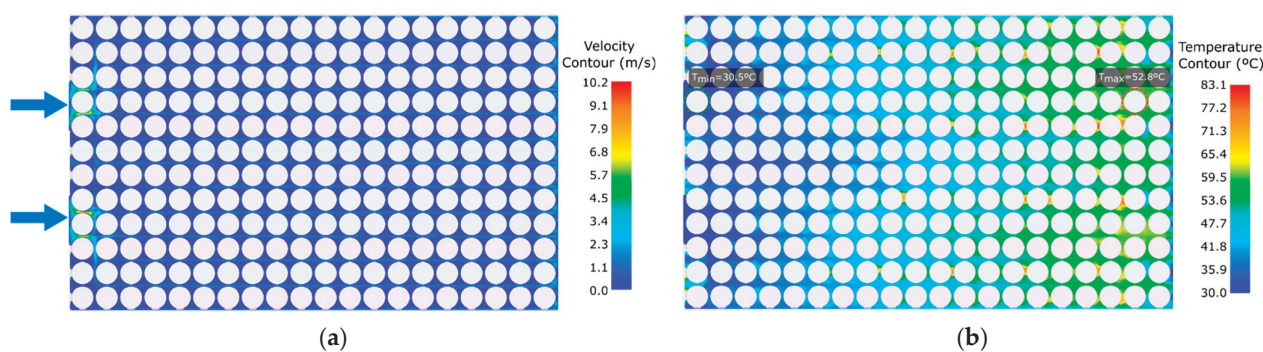 Velocity
Contour (m/s)
10.2
9.1
7.9
6.8
5.7
4.5
3.4
2.3
1.1
0.0
(a)
Tmin=30.5ºC
Tmax=52.8ºC
Temperature
Contour (ºC)
83.1
77.2
71.3
65.4
59.5
53.6
47.7
41.8
35.9
30.0
(b)